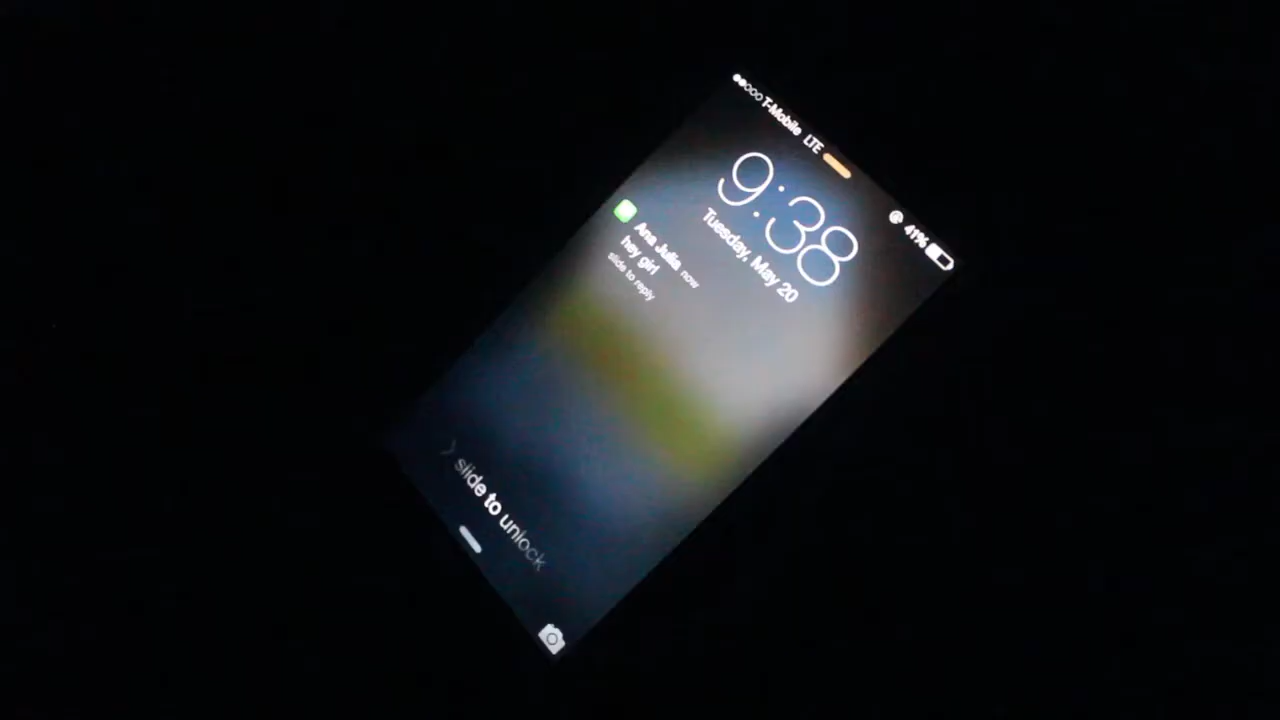 T-Mobile LTE 41%
9:38
Tuesday, May 20
Ana Julia now
hey girl
slide to reply
slide to unlock